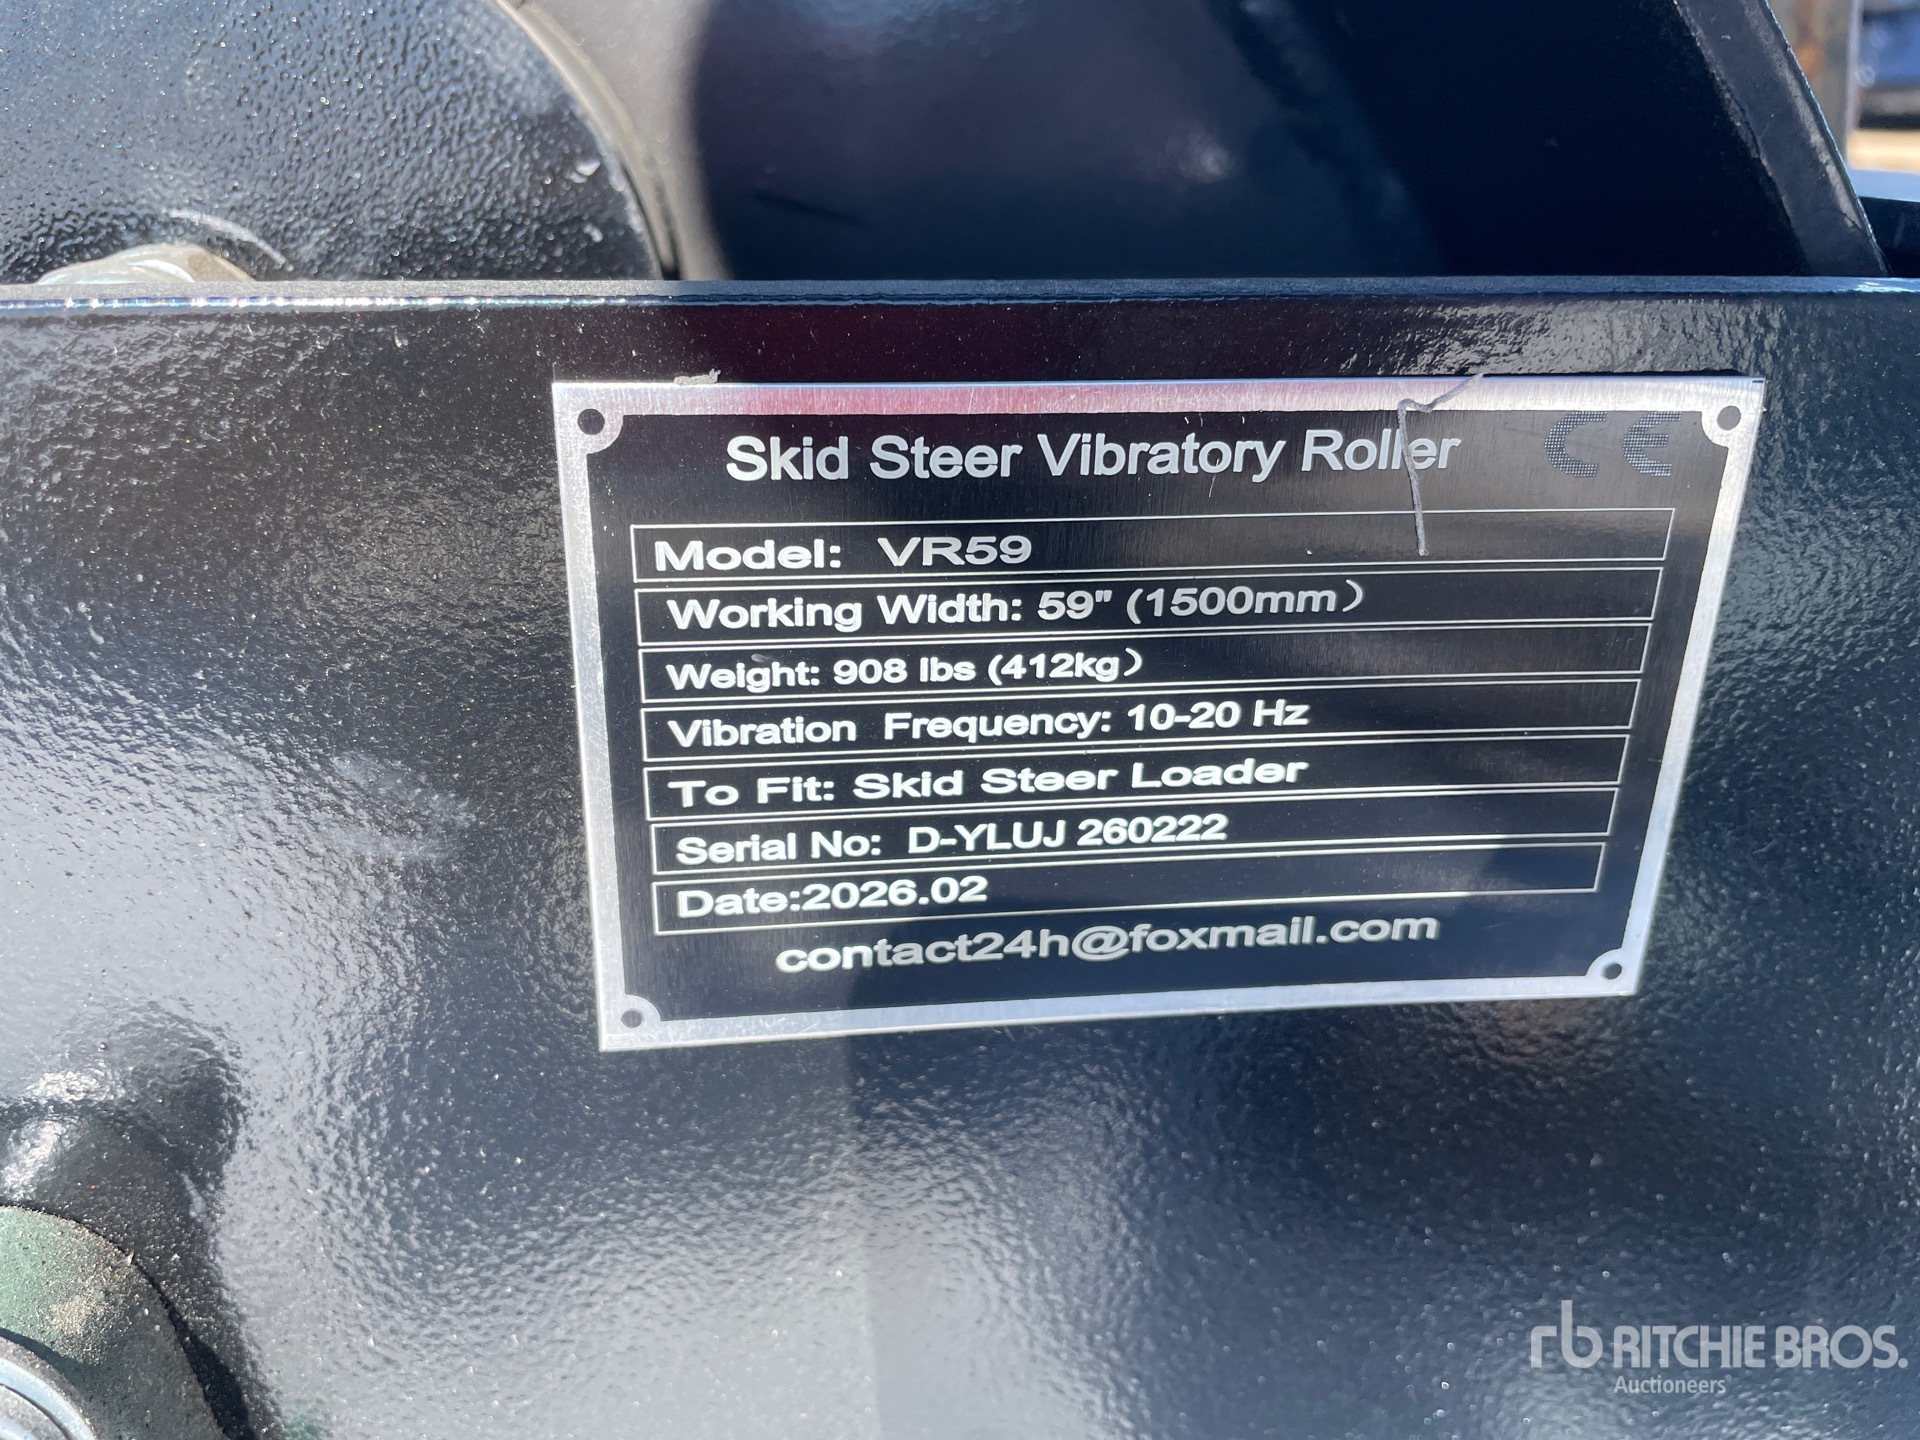 Skid Steer Vibratory Roller CE
Model: VR59
Working Width: 59" (1500mm)
Weight: 908 lbs (412kg)
Vibration Frequency: 10-20 Hz
To Fit: Skid Steer Loader
Serial No: D-YLUJ 260222
Date:2026.02
contact24h@foxmail.com
rb RITCHIE BROS.
Auctioneers